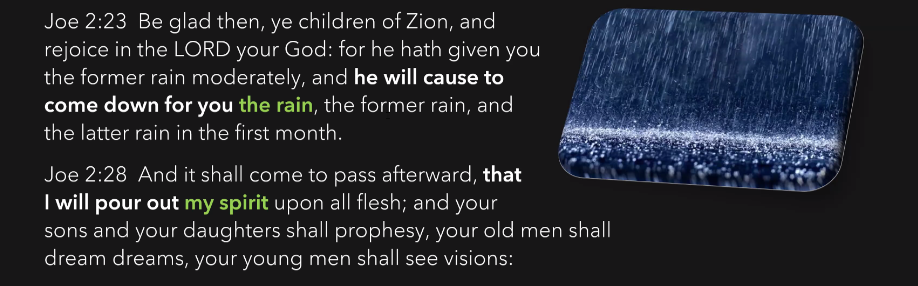 Joe 2:23 Be glad then, ye children of Zion, and
rejoice in the LORD your God: for he hath given you
the former rain moderately, and he will cause to
come down for you the rain, the former rain, and
the latter rain in the first month.
Joe 2:28 And it shall come to pass afterward, that
I will pour out my spirit upon all flesh; and your
sons and your daughters shall prophesy, your old men shall
dream dreams, your young men shall see visions: